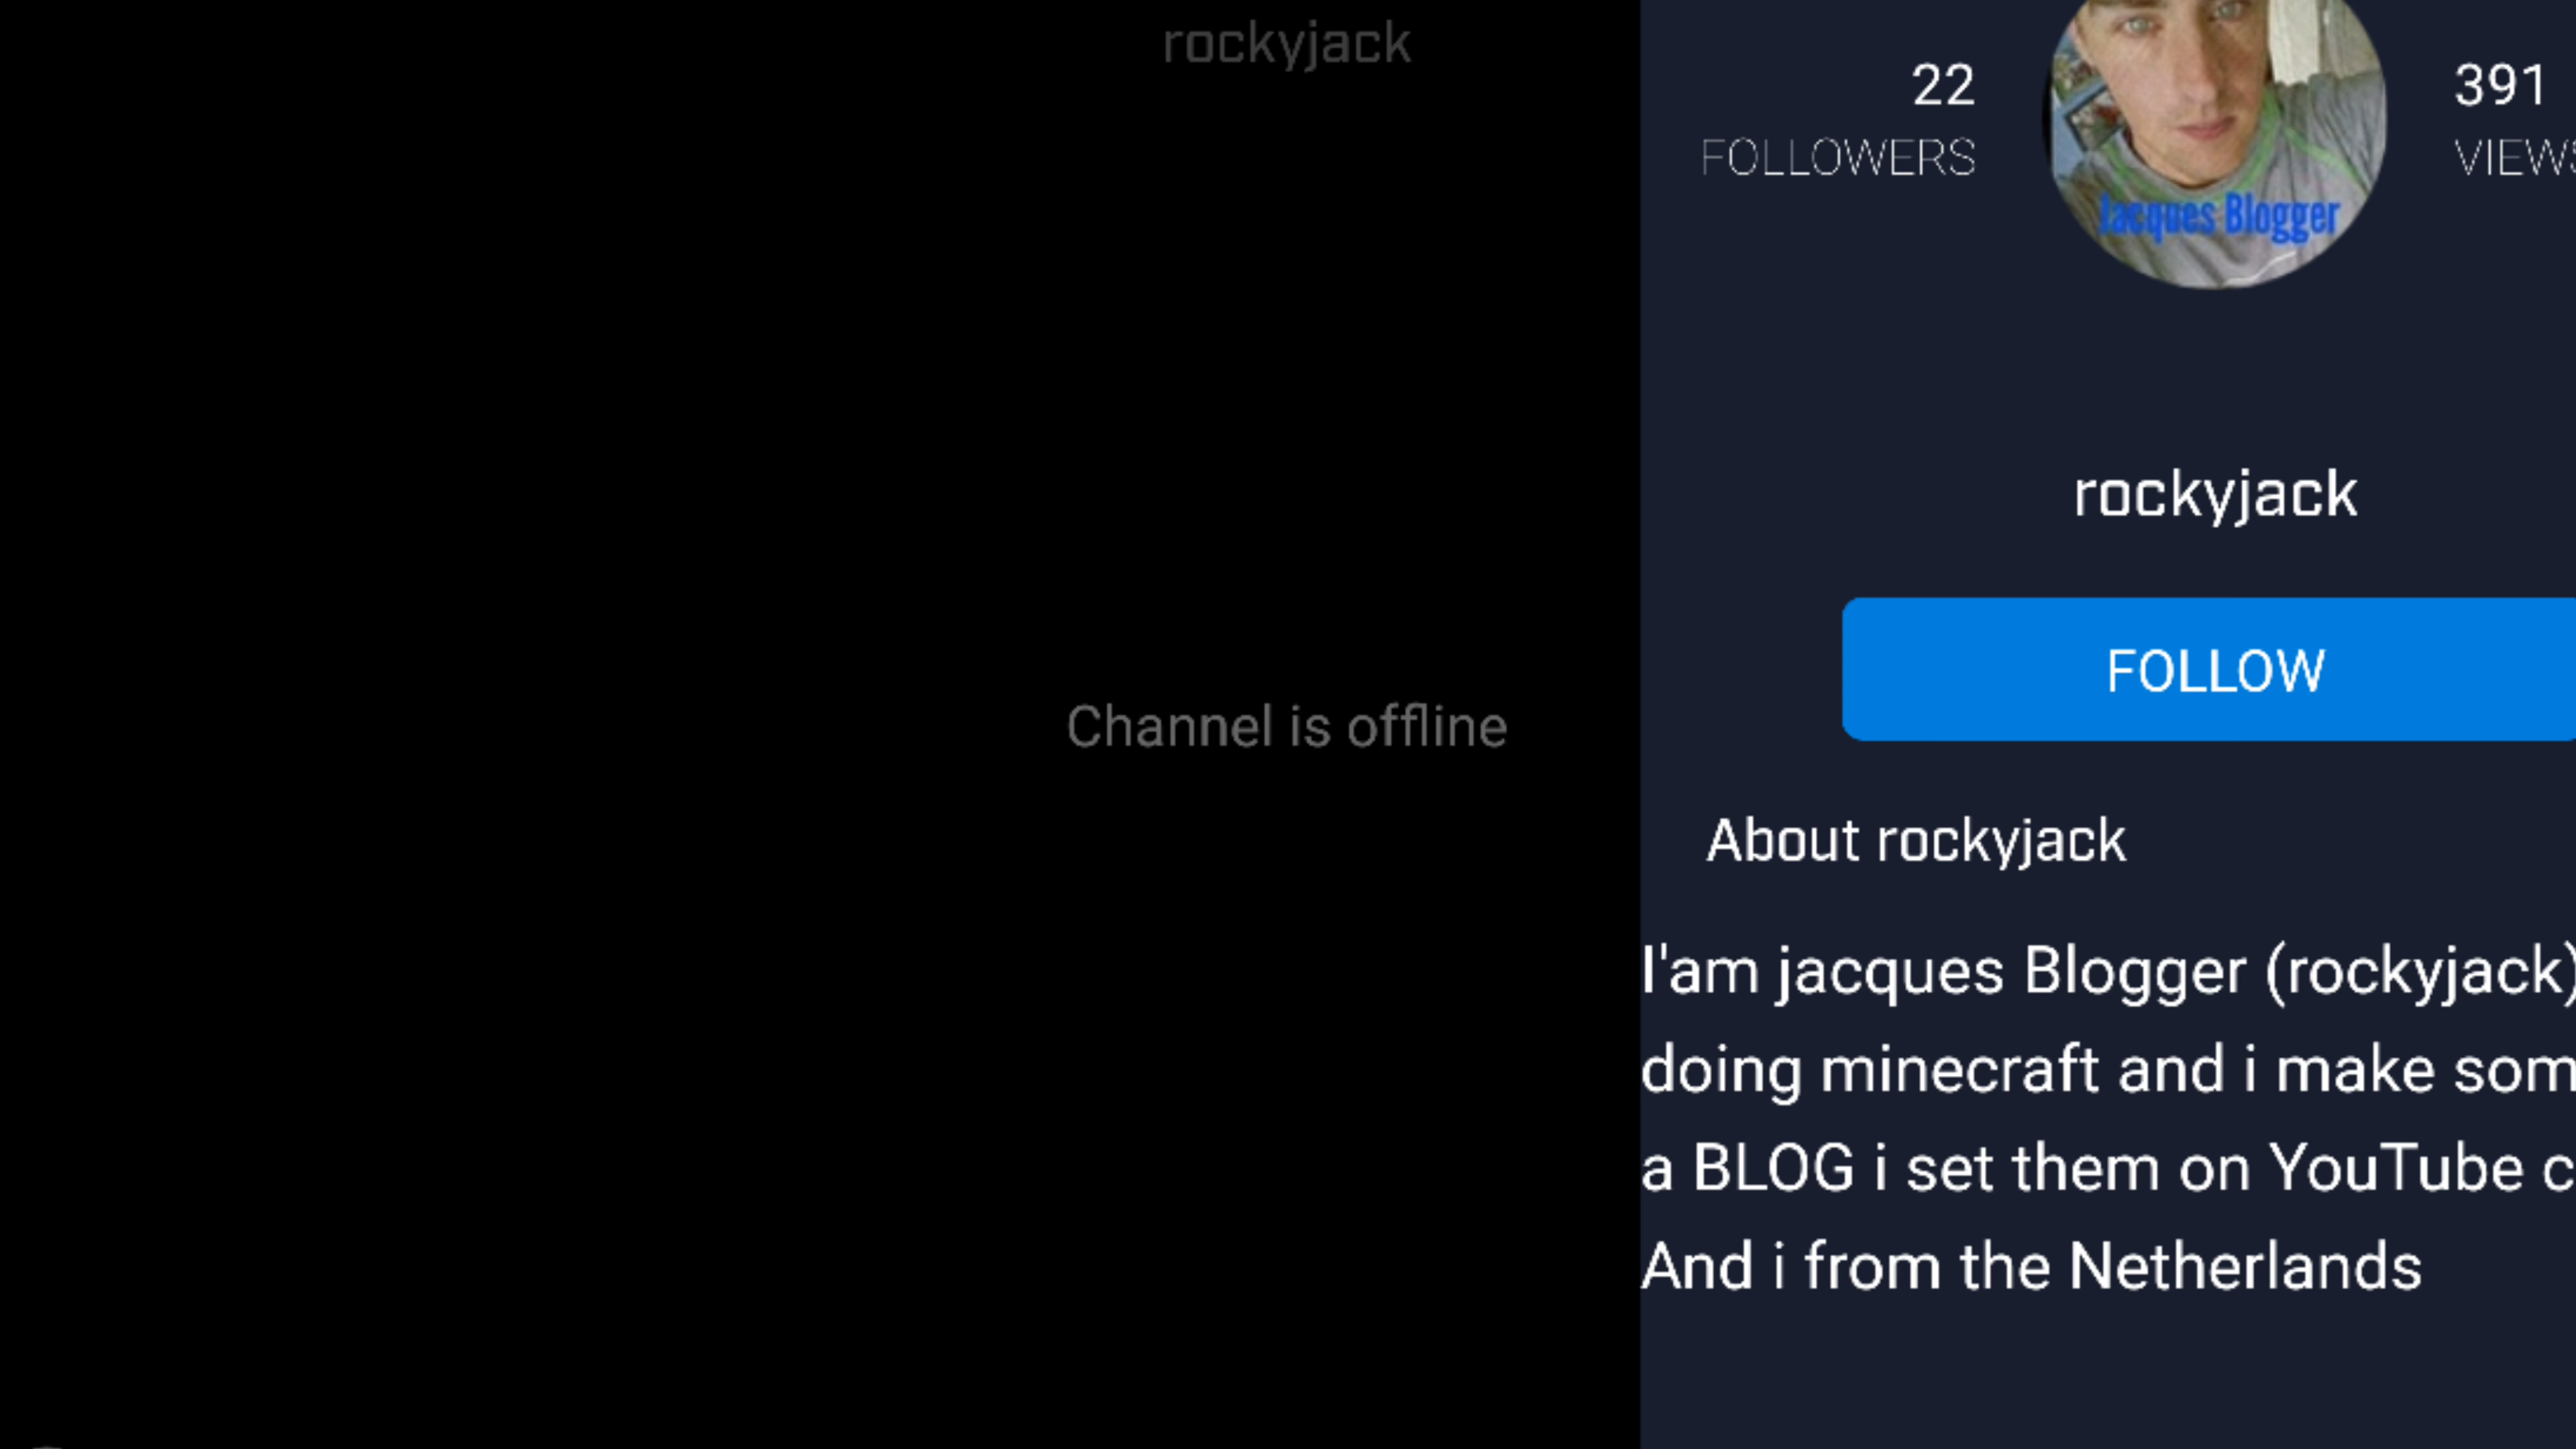 rockyjack
22
FOLLOWERS
391
VIEWS
Jacques Blogger
rockyjack
FOLLOW
Channel is offline
About rockyjack
I'am jacques Blogger (rockyjack)
doing minecraft and i make som
a BLOG i set them on YouTube c
And i from the Netherlands